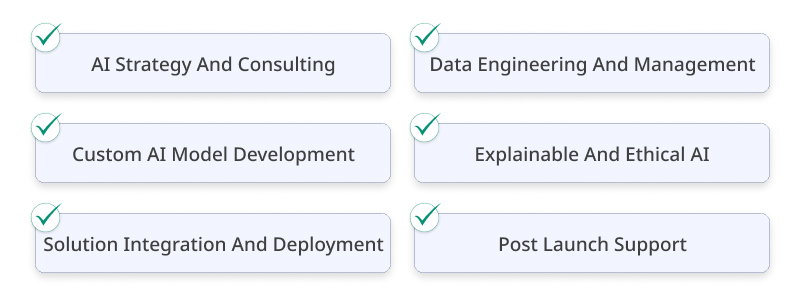 AI Strategy And Consulting
Data Engineering And Management
Custom AI Model Development
Explainable And Ethical AI
Solution Integration And Deployment
Post Launch Support